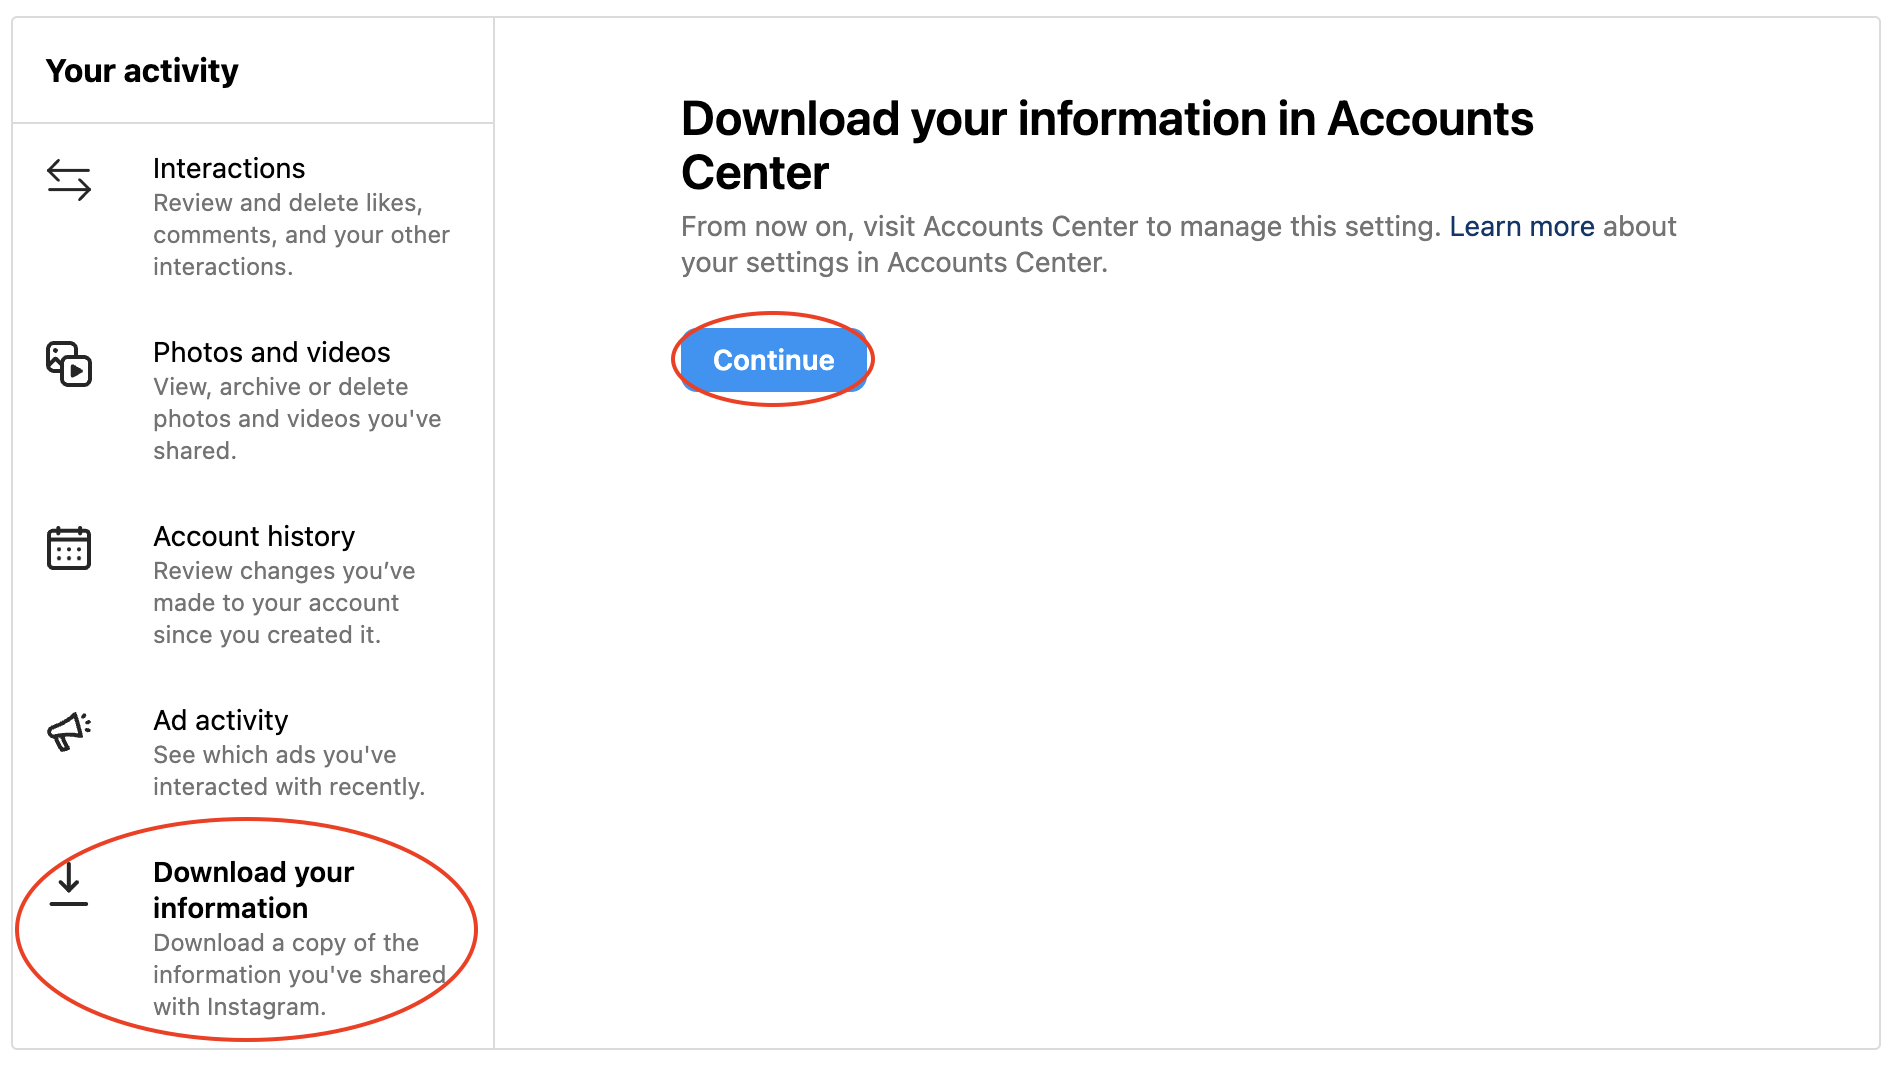 Your activity
Interactions
Review and delete likes,
comments, and your other
interactions.
Photos and videos
View, archive or delete
photos and videos you've
shared.
Account history
Review changes you’ve
made to your account
since you created it.
Ad activity
See which ads you've
interacted with recently.
Download your
information
Download a copy of the
information you've shared
with Instagram.
Download your information in Accounts
Center
From now on, visit Accounts Center to manage this setting. Learn more about
your settings in Accounts Center.
Continue